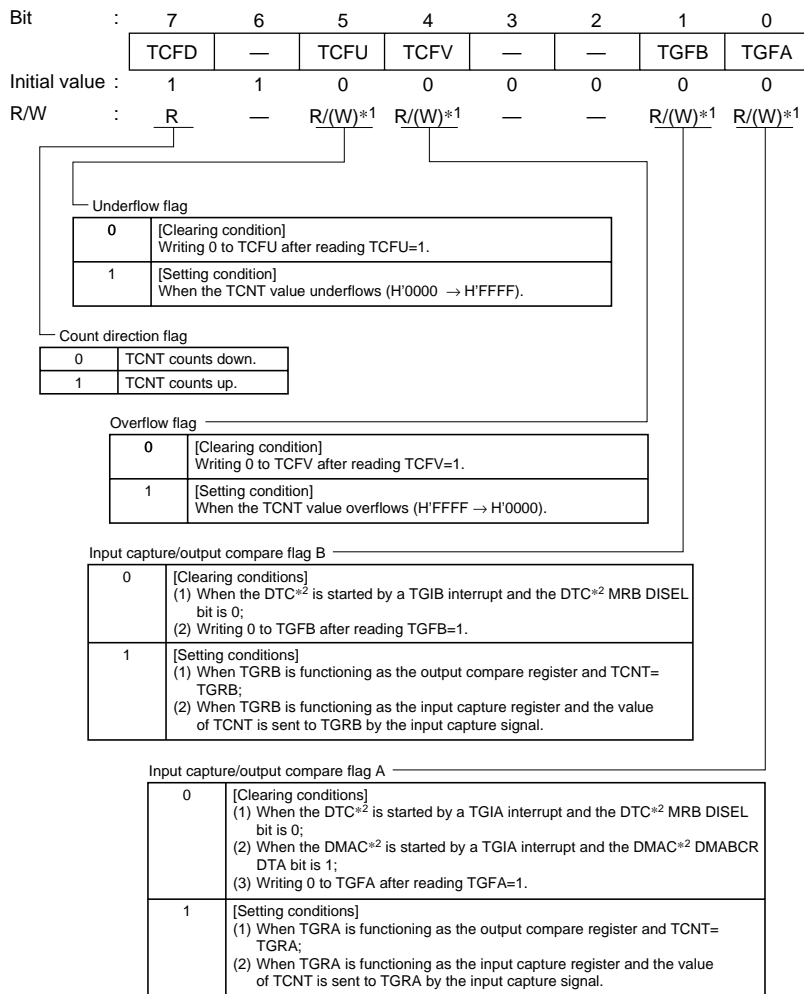 Bit : 7 6 5 4 3 2 1 0
TCFD — TCFU TCFV — — TGFB TGFA
Initial value : 1 1 0 0 0 0 0 0
R/W : R — R/(W)*1 R/(W)*1 — — R/(W)*1 R/(W)*1
Underflow flag
0 [Clearing condition]
Writing 0 to TCFU after reading TCFU=1.
1 [Setting condition]
When the TCNT value underflows (H'0000 → H'FFFF).
Count direction flag
0 TCNT counts down.
1 TCNT counts up.
Overflow flag
0 [Clearing condition]
Writing 0 to TCFV after reading TCFV=1.
1 [Setting condition]
When the TCNT value overflows (H'FFFF → H'0000).
Input capture/output compare flag B
0 [Clearing conditions]
(1) When the DTC*2 is started by a TGIB interrupt and the DTC*2 MRB DISEL
bit is 0;
(2) Writing 0 to TGFB after reading TGFB=1.
1 [Setting conditions]
(1) When TGRB is functioning as the output compare register and TCNT=
TGRB;
(2) When TGRB is functioning as the input capture register and the value
of TCNT is sent to TGRB by the input capture signal.
Input capture/output compare flag A
0 [Clearing conditions]
(1) When the DTC*2 is started by a TGIA interrupt and the DTC*2 MRB DISEL
bit is 0;
(2) When the DMAC*2 is started by a TGIA interrupt and the DMAC*2 DMABCR
DTA bit is 1;
(3) Writing 0 to TGFA after reading TGFA=1.
1 [Setting conditions]
(1) When TGRA is functioning as the output compare register and TCNT=
TGRA;
(2) When TGRA is functioning as the input capture register and the value
of TCNT is sent to TGRA by the input capture signal.